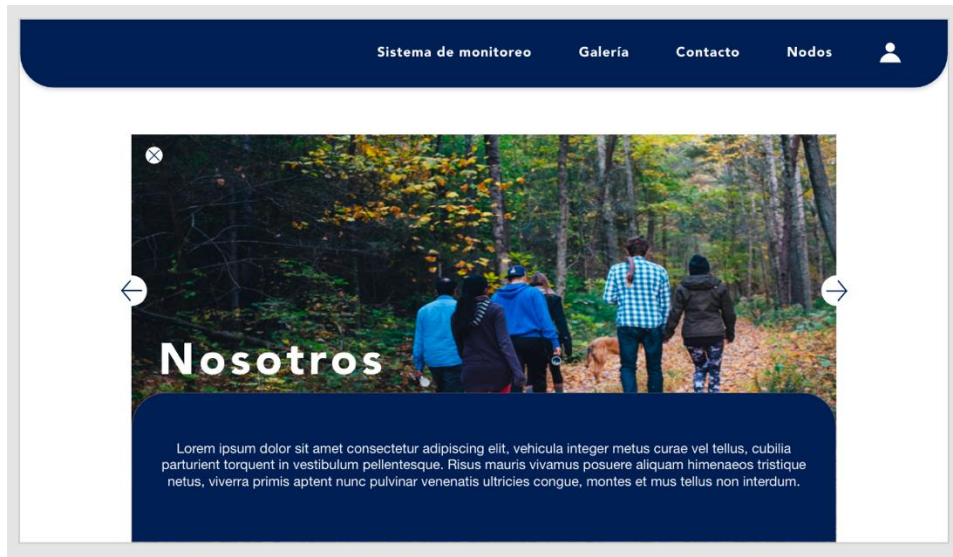 Sistema de monitoreo Galería Contacto Nodos
Nosotros
Lorem ipsum dolor sit amet consectetur adipiscing elit, vehicula integer metus curae vel tellus, cubilia
parturient torquent in vestibulum pellentesque. Risus mauris vivamus posuere aliquam himenaeos tristique
netus, viverra primis aptent nunc pulvinar venenatis ultricies congue, montes et mus tellus non interdum.